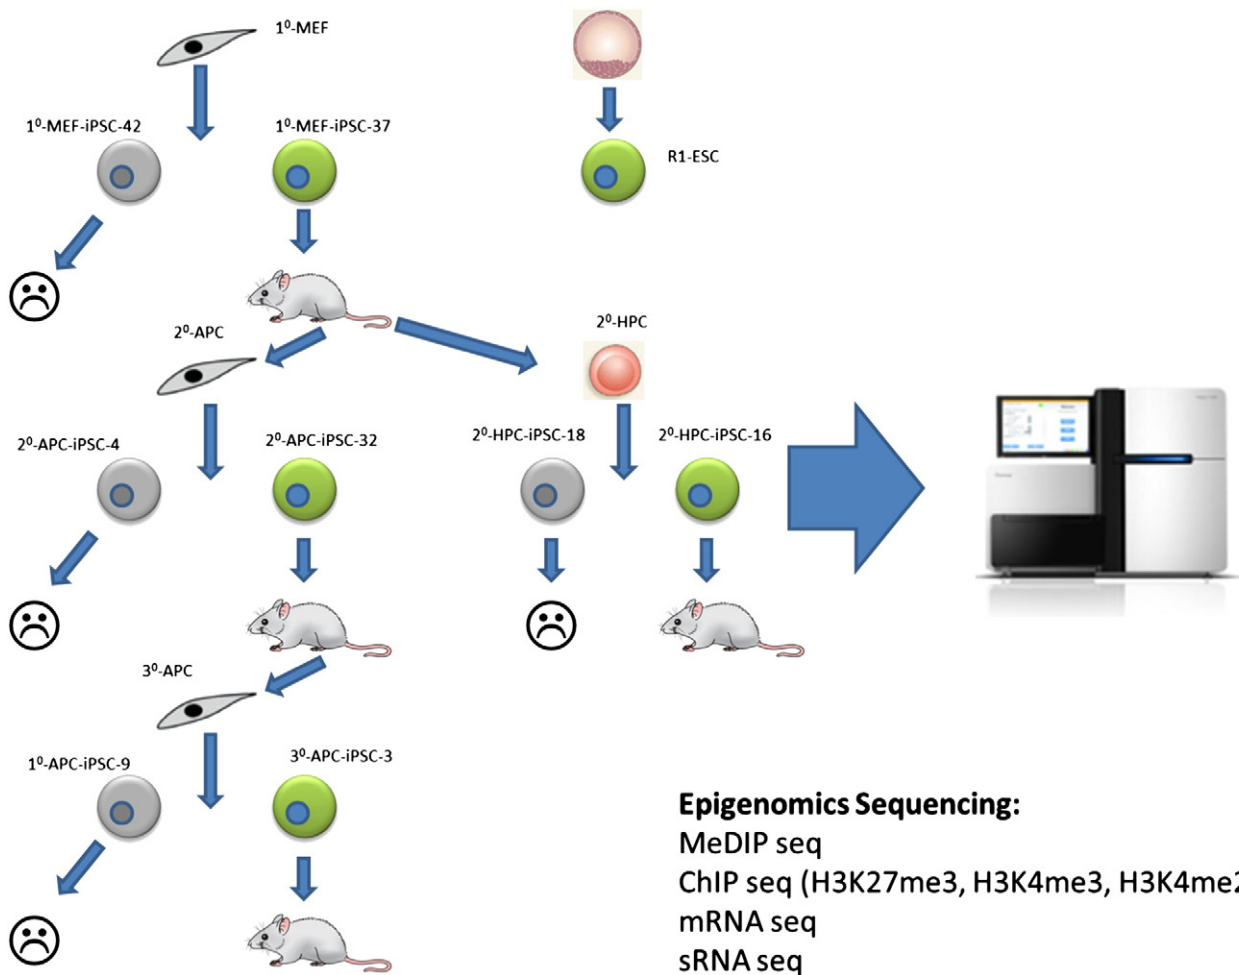 1⁰-MEF
1⁰-MEF-iPSC-42
1⁰-MEF-iPSC-37
R1-ESC
2⁰-APC
2⁰-HPC
2⁰-APC-iPSC-4
2⁰-APC-iPSC-32
2⁰-HPC-iPSC-18
2⁰-HPC-iPSC-16
3⁰-APC
1⁰-APC-iPSC-9
3⁰-APC-iPSC-3
Epigenomics Sequencing:
MeDIP seq
ChIP seq (H3K27me3, H3K4me3, H3K4me2
mRNA seq
sRNA seq